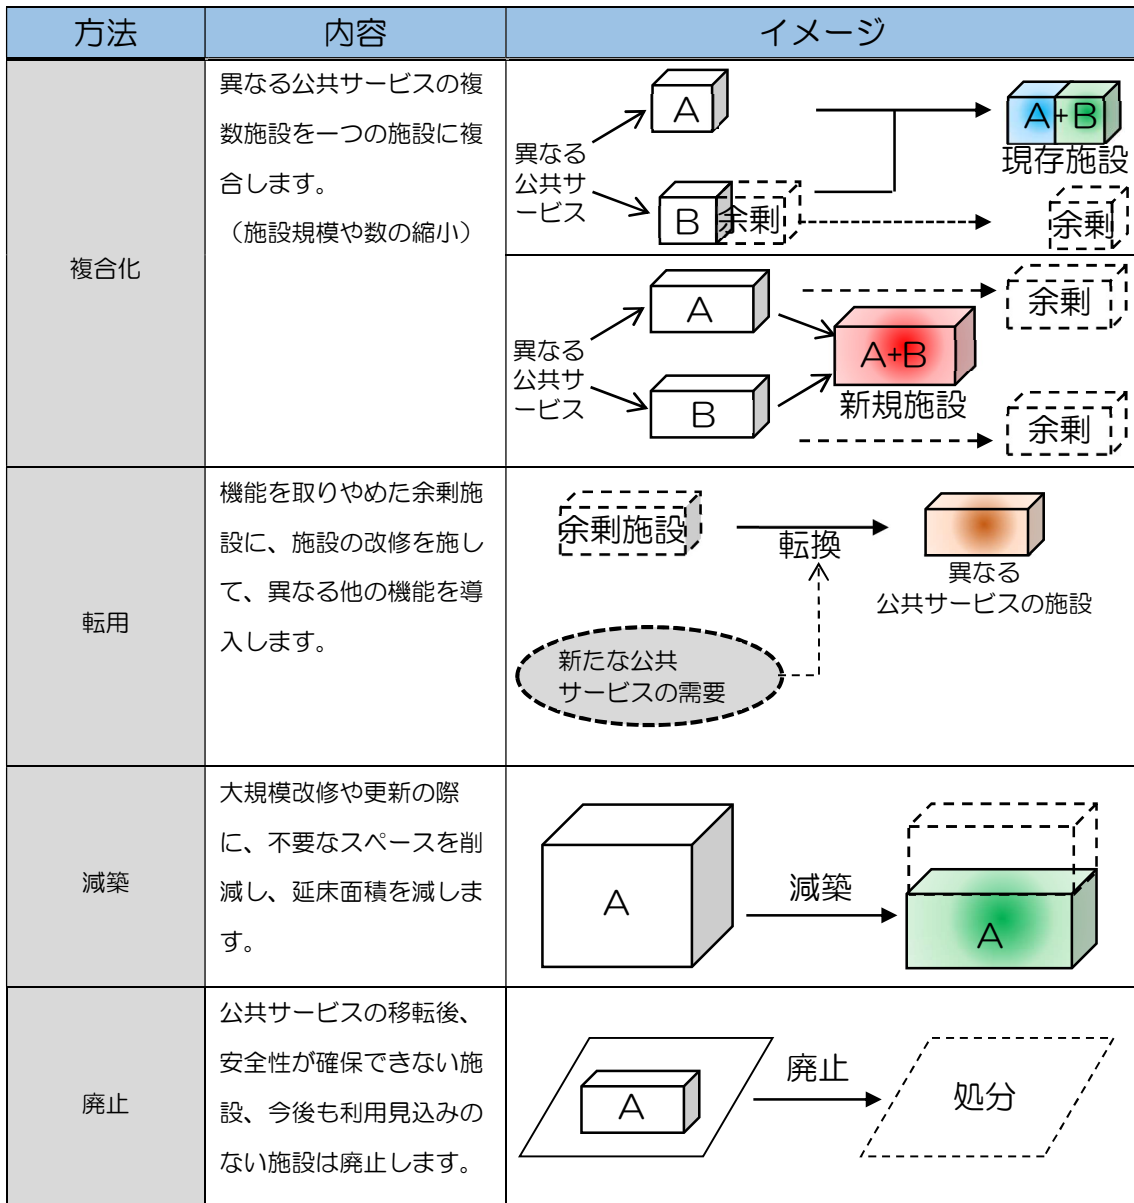 方法
内容
イメージ
複合化
異なる公共サービスの複
数施設を一つの施設に複
合します。
（施設規模や数の縮小）
異なる
公共サ
ービス
A
B
余剰
A+B
現存施設
余剰
異なる
公共サ
ービス
A
B
A+B
新規施設
余剰
余剰
転用
機能を取りやめた余剰施
設に、施設の改修を施し
て、異なる他の機能を導
入します。
余剰施設
転換
異なる
公共サービスの施設
新たな公共
サービスの需要
減築
大規模改修や更新の際
に、不要なスペースを削
減し、延床面積を減しま
す。
A
減築
A
廃止
公共サービスの移転後、
安全性が確保できない施
設、今後も利用見込みの
ない施設は廃止します。
A
廃止
処分